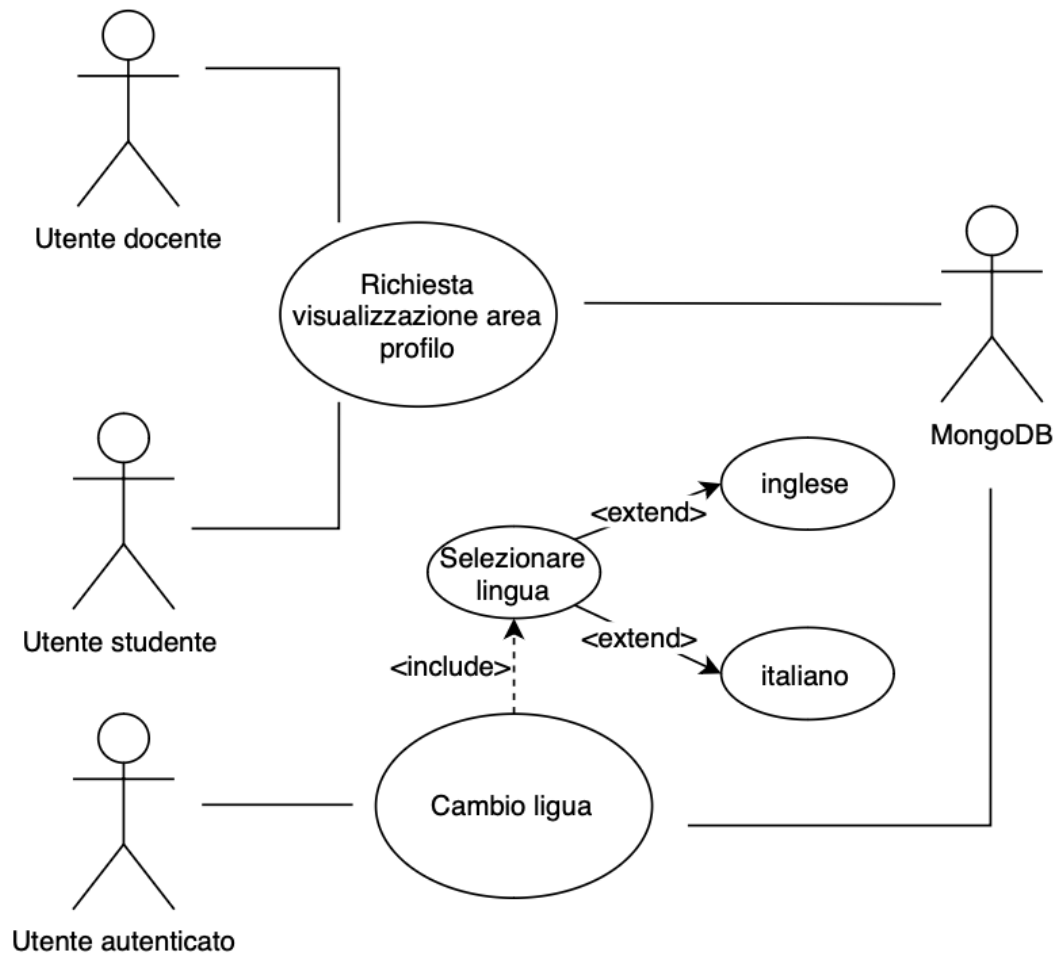 Utente docente
Richiesta
visualizzazione area
profilo
MongoDB
inglese
<extend>
Selezionare
lingua
<extend>
Utente studente
<include>
italiano
Cambio ligua
Utente autenticato